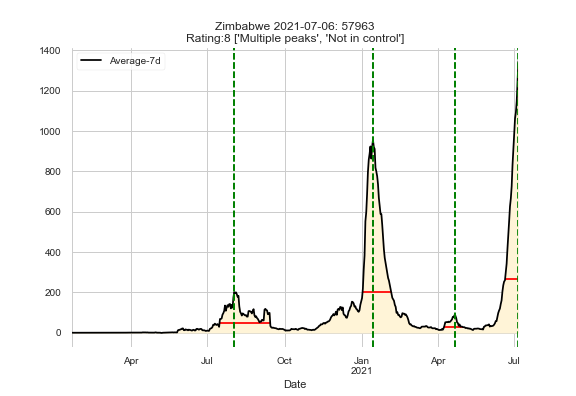 Zimbabwe 2021-07-06: 57963
Rating:8 ['Multiple peaks', 'Not in control']
1400
Average-7d
1200
1000
800
600
400
200
0
Apr Jul Oct Jan Apr Jul
2021
Date